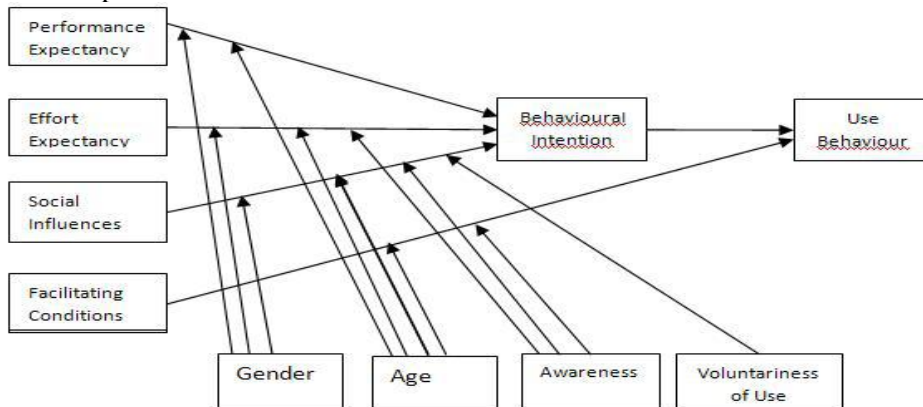 Performance
Expectancy
Effort
Expectancy
Social
Influences
Facilitating
Conditions
Behavioural
Intention
Use
Behaviour
Gender
Age
Awareness
Voluntariness
of Use